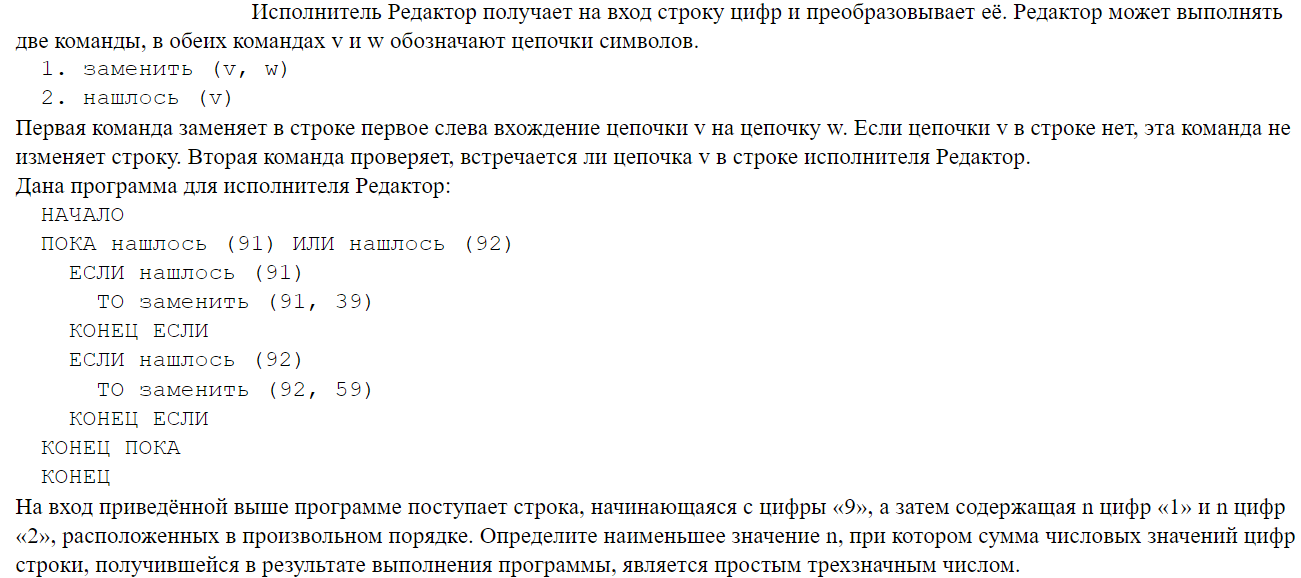 Исполнитель Редактор получает на вход строку цифр и преобразовывает её. Редактор может выполнять
две команды, в обеих командах v и w обозначают цепочки символов.
1. заменить (v, w)
2. нашлось (v)
Первая команда заменяет в строке первое слева вхождение цепочки v на цепочку w. Если цепочки v в строке нет, эта команда не
изменяет строку. Вторая команда проверяет, встречается ли цепочка v в строке исполнителя Редактор.
Дана программа для исполнителя Редактор:
НАЧАЛО
ПОКА нашлось (91) ИЛИ нашлось (92)
ЕСЛИ нашлось (91)
ТО заменить (91, 39)
КОНЕЦ ЕСЛИ
ЕСЛИ нашлось (92)
ТО заменить (92, 59)
КОНЕЦ ЕСЛИ
КОНЕЦ ПОКА
КОНЕЦ
На вход приведённой выше программе поступает строка, начинающаяся с цифры «9», а затем содержащая n цифр «1» и n цифр
«2», расположенных в произвольном порядке. Определите наименьшее значение n, при котором сумма числовых значений цифр
строки, получившейся в результате выполнения программы, является простым трехзначным числом.